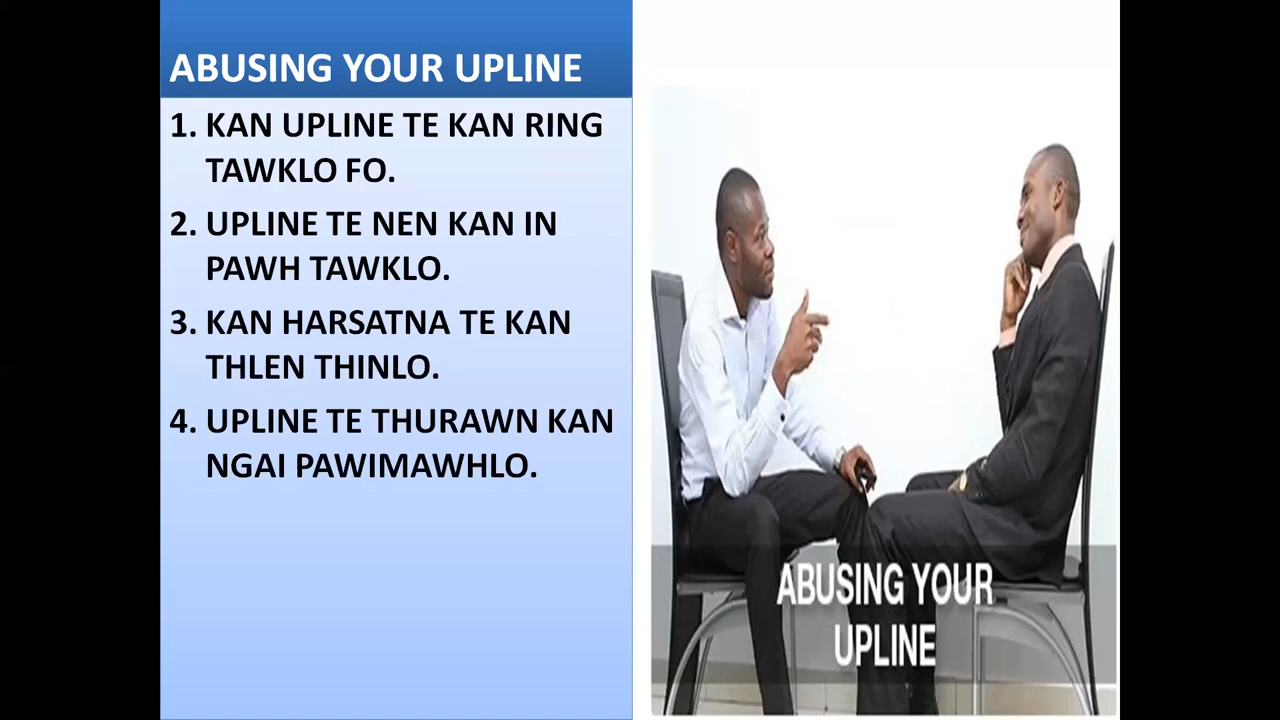 ABUSING YOUR UPLINE
1. KAN UPLINE TE KAN RING
TAWKLO FO.
2. UPLINE TE NEN KAN IN
PAWH TAWKLO.
3. KAN HARSATNA TE KAN
THLEN THINLO.
4. UPLINE TE THURAWN KAN
NGAI PAWIMAWHLO.
ABUSING YOUR
UPLINE